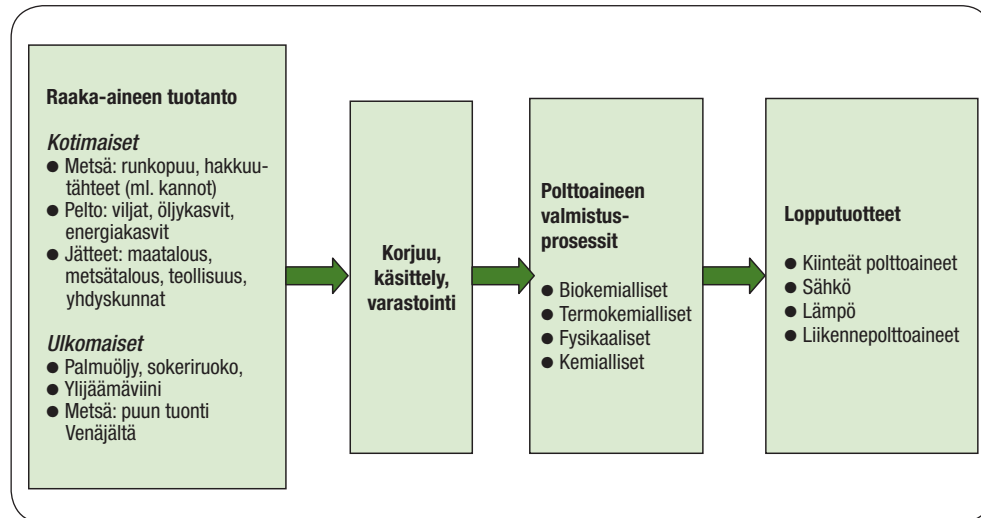 Raaka-aineen tuotanto
Kotimaiset
● Metsä: runkopuu, hakkuu-
tähteet (ml. kannot)
● Pelto: viljat, öljykasvit,
energiakasvit
● Jätteet: maatalous,
metsätalous, teollisuus,
yhdyskunnat
Ulkomaiset
● Palmuöljy, sokeriruoko,
● Ylijäämäviini
● Metsä: puun tuonti
Venäjältä
Korjuu,
käsittely,
varastointi
Polttoaineen
valmistus-
prosessit
● Biokemialliset
● Termokemialliset
● Fysikaaliset
● Kemialliset
Lopputuotteet
● Kiinteät polttoaineet
● Sähkö
● Lämpö
● Liikennepolttoaineet